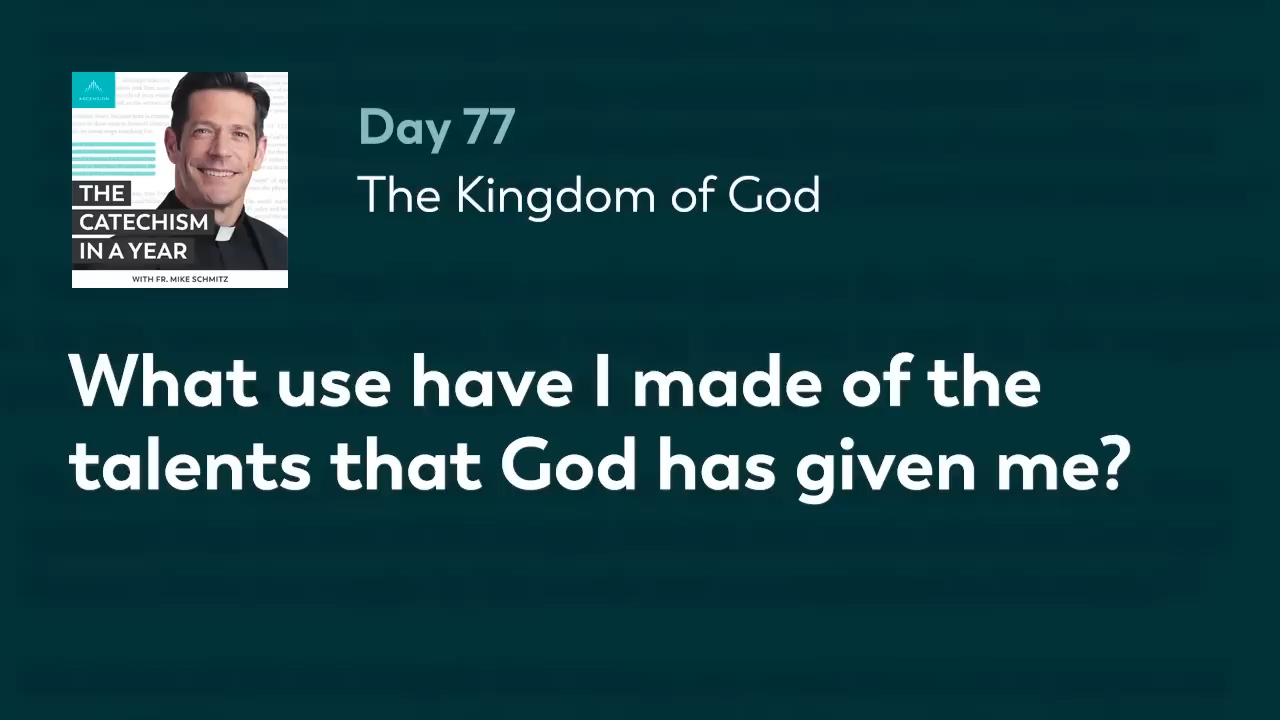 ASCENSION
THE
CATECHISM
IN A YEAR
WITH FR. MIKE SCHMITZ
Day 77
The Kingdom of God
What use have I made of the
talents that God has given me?